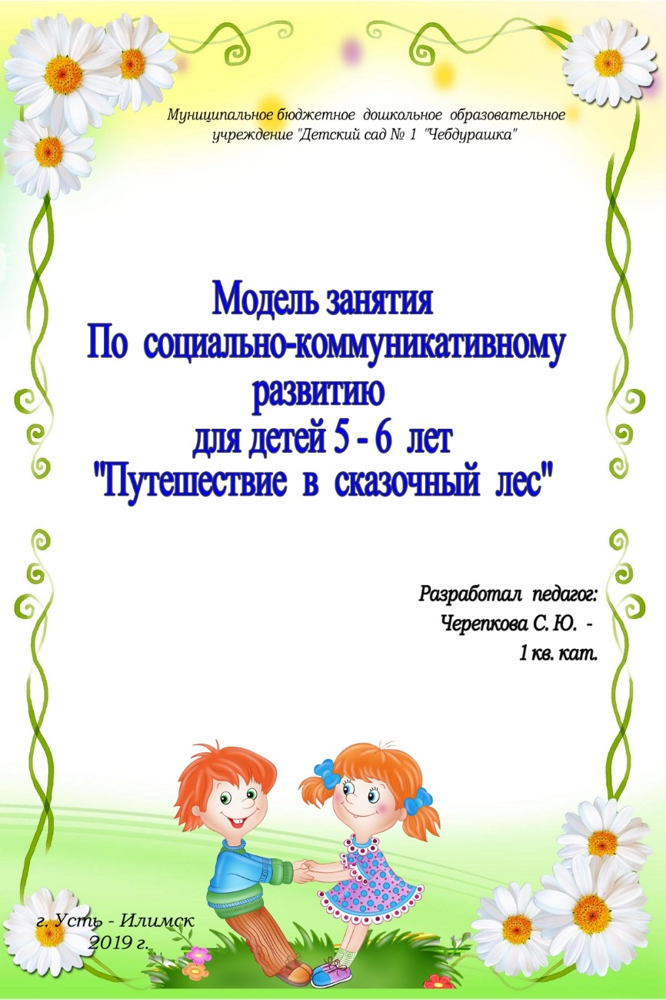 Муниципальное бюджетное дошкольное образовательное
учреждение "Детский сад № 1 "Чебдурашка"
Модель занятия
По социально-коммуникативному
развитию
для детей 5 - 6 лет
"Путешествие в сказочный лес"
Разработал педагог:
Черепкова С. Ю. -
1 кв. кат.
г. Усть - Илимск
2019 г.